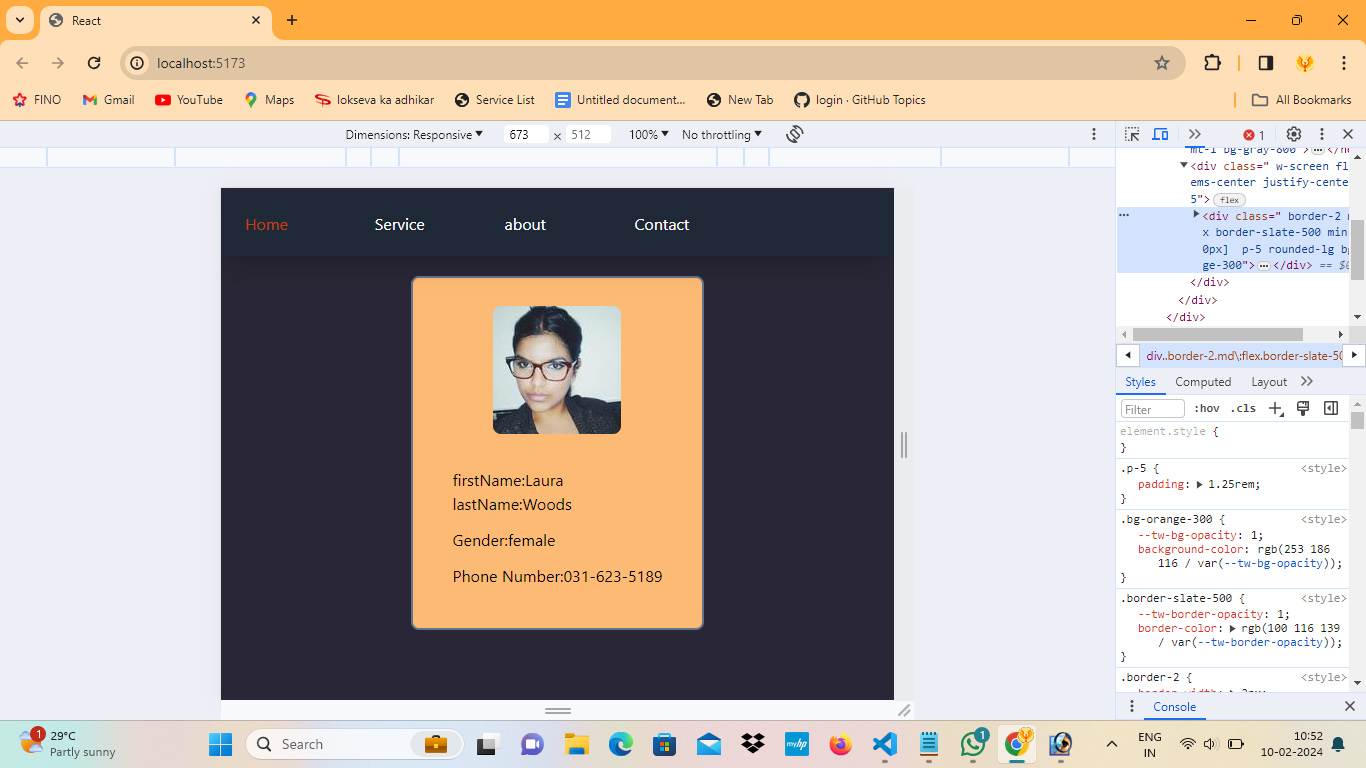 React
localhost:5173
FINO Gmail YouTube Maps lokseva ka adhikar Service List Untitled document... New Tab login · GitHub Topics All Bookmarks
Dimensions: Responsive 673 × 512 100% No throttling 1
Home Service about Contact
firstName:Laura
lastName:Woods
Gender:female
Phone Number:031-623-5189
mt-1 bg-gray-800">…</n
<div class=" w-screen fl
ems-center justify-cente
5"> flex
<div class=" border-2 m
x border-slate-500 min
0px] p-5 rounded-lg bg
ge-300">…</div> == $0
</div>
</div>
</div>
div..border-2.md\:flex.border-slate-50
Styles Computed Layout
Filter :hov .cls
element.style {
}
.p-5 { <style>
padding: 1.25rem;
}
.bg-orange-300 { <style>
--tw-bg-opacity: 1;
background-color: rgb(253 186
116 / var(--tw-bg-opacity));
}
.border-slate-500 { <style>
--tw-border-opacity: 1;
border-color: rgb(100 116 139
/ var(--tw-border-opacity));
}
.border-2 { <style>
border-width: 2px;
Console
1
29°C
Partly sunny
Search
myhp
1
ENG
IN
10:52
10-02-2024